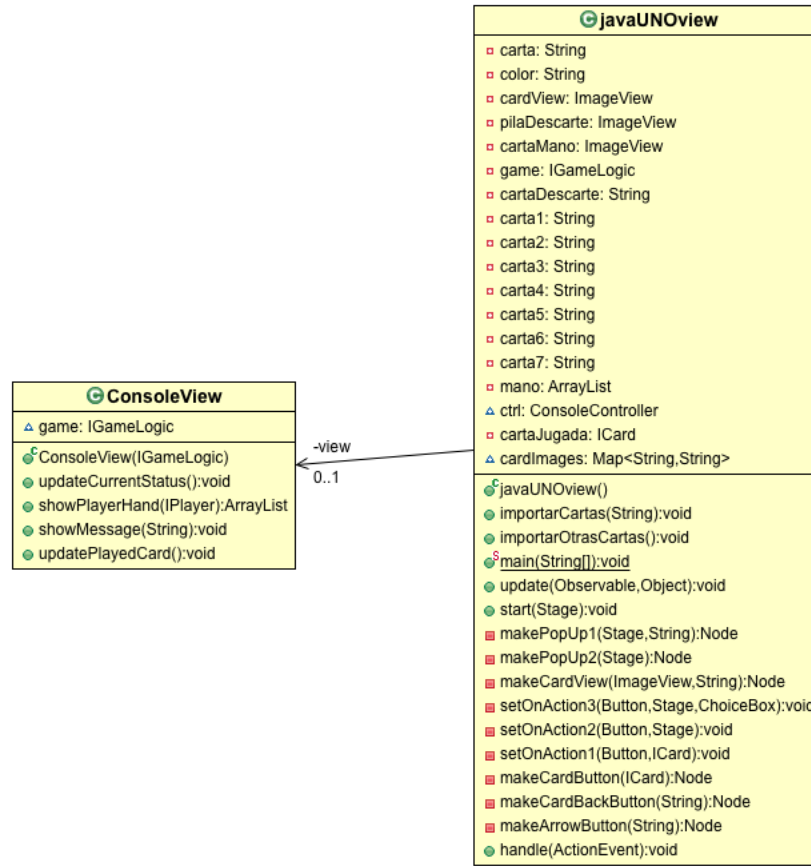 ConsoleView
game: IGameLogic
ConsoleView(IGameLogic)
updateCurrentStatus():void
showPlayerHand(IPlayer):ArrayList
showMessage(String):void
updatePlayedCard():void
-view
0..1
javaUNOview
carta: String
color: String
cardView: ImageView
pilaDescarte: ImageView
cartaMano: ImageView
game: IGameLogic
cartaDescarte: String
carta1: String
carta2: String
carta3: String
carta4: String
carta5: String
carta6: String
carta7: String
mano: ArrayList
ctrl: ConsoleController
cartaJugada: ICard
cardImages: Map<String,String>
javaUNOview()
importarCartas(String):void
importarOtrasCartas():void
main(String[]):void
update(Observable,Object):void
start(Stage):void
makePopUp1(Stage,String):Node
makePopUp2(Stage):Node
makeCardView(ImageView,String):Node
setOnAction3(Button,Stage,ChoiceBox):void
setOnAction2(Button,Stage):void
setOnAction1(Button,ICard):void
makeCardButton(ICard):Node
makeCardBackButton(String):Node
makeArrowButton(String):Node
handle(ActionEvent):void